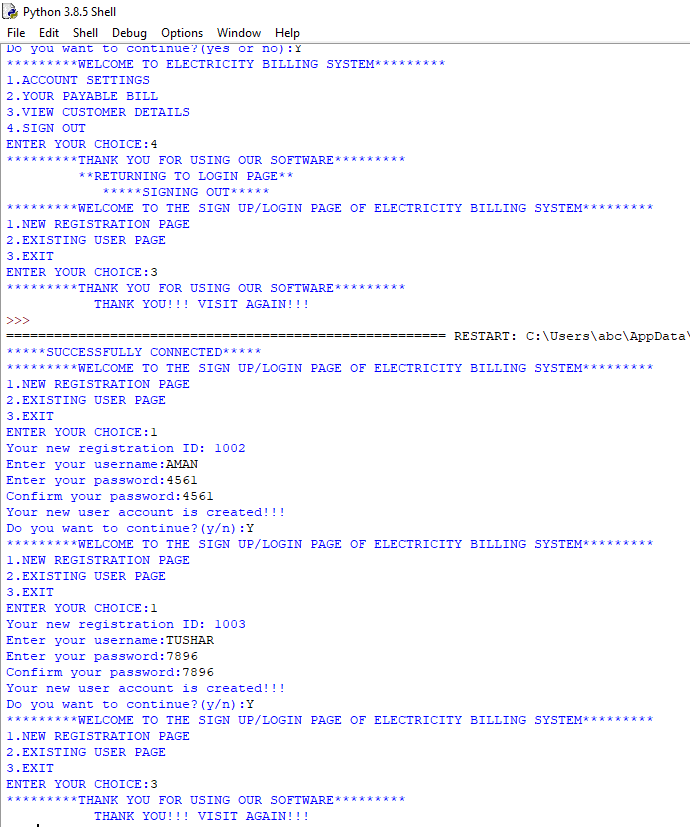 Python 3.8.5 Shell
File Edit Shell Debug Options Window Help
Do you want to continue?(yes or no):Y
*********WELCOME TO ELECTRICITY BILLING SYSTEM*********
1.ACCOUNT SETTINGS
2.YOUR PAYABLE BILL
3.VIEW CUSTOMER DETAILS
4.SIGN OUT
ENTER YOUR CHOICE:4
*********THANK YOU FOR USING OUR SOFTWARE*********
**RETURNING TO LOGIN PAGE**
*****SIGNING OUT*****
*********WELCOME TO THE SIGN UP/LOGIN PAGE OF ELECTRICITY BILLING SYSTEM*********
1.NEW REGISTRATION PAGE
2.EXISTING USER PAGE
3.EXIT
ENTER YOUR CHOICE:3
*********THANK YOU FOR USING OUR SOFTWARE*********
THANK YOU!!! VISIT AGAIN!!!
>>>
======================================================= RESTART: C:\Users\abc\AppData\
*****SUCCESSFULLY CONNECTED*****
*********WELCOME TO THE SIGN UP/LOGIN PAGE OF ELECTRICITY BILLING SYSTEM*********
1.NEW REGISTRATION PAGE
2.EXISTING USER PAGE
3.EXIT
ENTER YOUR CHOICE:1
Your new registration ID: 1002
Enter your username:AMAN
Enter your password:4561
Confirm your password:4561
Your new user account is created!!!
Do you want to continue?(y/n):Y
*********WELCOME TO THE SIGN UP/LOGIN PAGE OF ELECTRICITY BILLING SYSTEM*********
1.NEW REGISTRATION PAGE
2.EXISTING USER PAGE
3.EXIT
ENTER YOUR CHOICE:1
Your new registration ID: 1003
Enter your username:TUSHAR
Enter your password:7896
Confirm your password:7896
Your new user account is created!!!
Do you want to continue?(y/n):Y
*********WELCOME TO THE SIGN UP/LOGIN PAGE OF ELECTRICITY BILLING SYSTEM*********
1.NEW REGISTRATION PAGE
2.EXISTING USER PAGE
3.EXIT
ENTER YOUR CHOICE:3
*********THANK YOU FOR USING OUR SOFTWARE*********
THANK YOU!!! VISIT AGAIN!!!